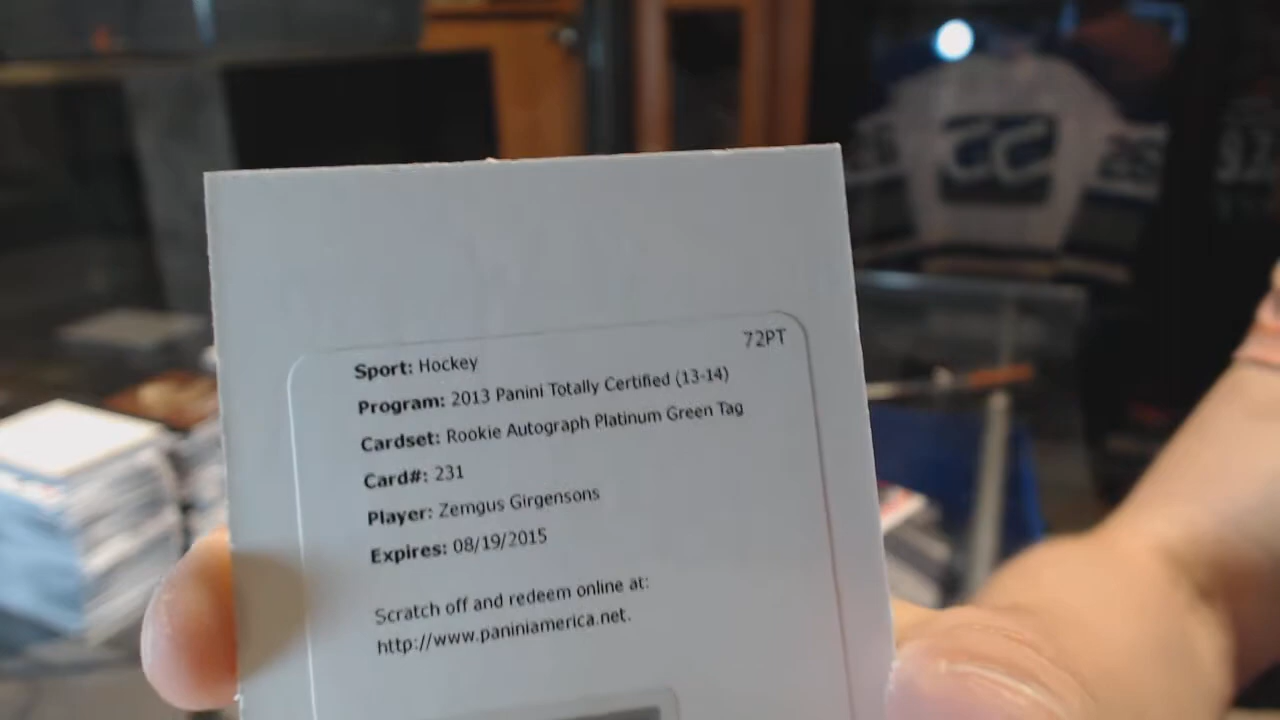 72PT
Sport: Hockey
Program: 2013 Panini Totally Certified (13-14)
Cardset: Rookie Autograph Platinum Green Tag
Card#: 231
Player: Zemgus Girgensons
Expires: 08/19/2015
Scratch off and redeem online at:
http://www.paniniamerica.net.